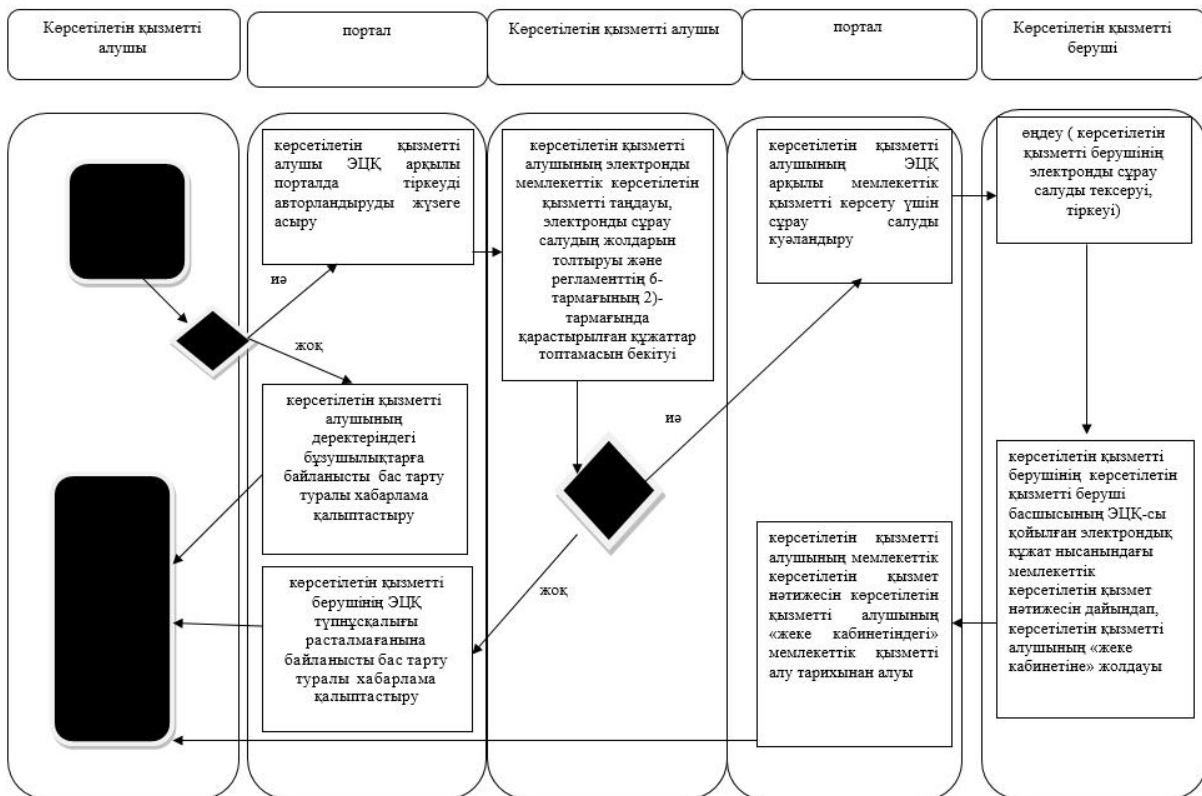 Көрсетілетін қызметті
алушы
портал
Көрсетілетін қызметті алушы
портал
Көрсетілетін қызметті
беруші
көрсетілетін қызметті
алушы ЭЦҚ арқылы
порталда тіркеуді
авторландыруды жүзеге
асыру
иә
жоқ
көрсетілетін қызметті
алушының
деректеріндегі
бұзушылықтарға
байланысты бас тарту
туралы хабарлама
қалыптастыру
көрсетілетін қызметті
берушінің ЭЦҚ
түпнұсқалығы
расталмағанына
байланысты бас тарту
туралы хабарлама
қалыптастыру
көрсетілетін қызметті
алушының электронды
мемлекеттік көрсетілетін
қызметті таңдауы,
электронды сұрау
салудың жолдарын
толтыруы және
регламенттің 6-
тармағының 2)-
тармағында
қарастырылған құжаттар
топтамасын бекітуі
иә
жоқ
көрсетілетін қызметті
алушының ЭЦҚ
арқылы мемлекеттік
қызметті көрсету үшін
сұрау салуды
куәландыру
көрсетілетін қызметті
алушының мемлекеттік
көрсетілетін қызмет
нәтижесін көрсетілетін
қызметті алушының
«жеке кабинетіндегі»
мемлекеттік қызметті
алу тарихынан алуы
өңдеу ( көрсетілетін
қызметті берушінің
электронды сұрау
салуды тексеруі,
тіркеуі)
көрсетілетін қызметті
берушінің көрсетілетін
қызметті беруші
басшысының ЭЦҚ-сы
қойылған электрондық
құжат нысанындағы
мемлекеттік
көрсетілетін қызмет
нәтижесін дайындап,
көрсетілетін қызметті
алушының «жеке
кабинетіне» жолдауы